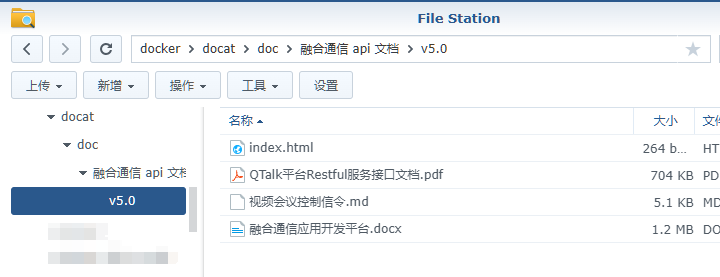 File Station
docker > docat > doc > 融合通信 api 文档 > v5.0
上传 新增 操作 工具 设置
docat
doc
融合通信 api 文档
v5.0
名称 大小 文件
index.html 264 b... HT
QTalk平台Restful服务接口文档.pdf 704 KB PD
视频会议控制信令.md 5.1 KB MD
融合通信应用开发平台.docx 1.2 MB DO